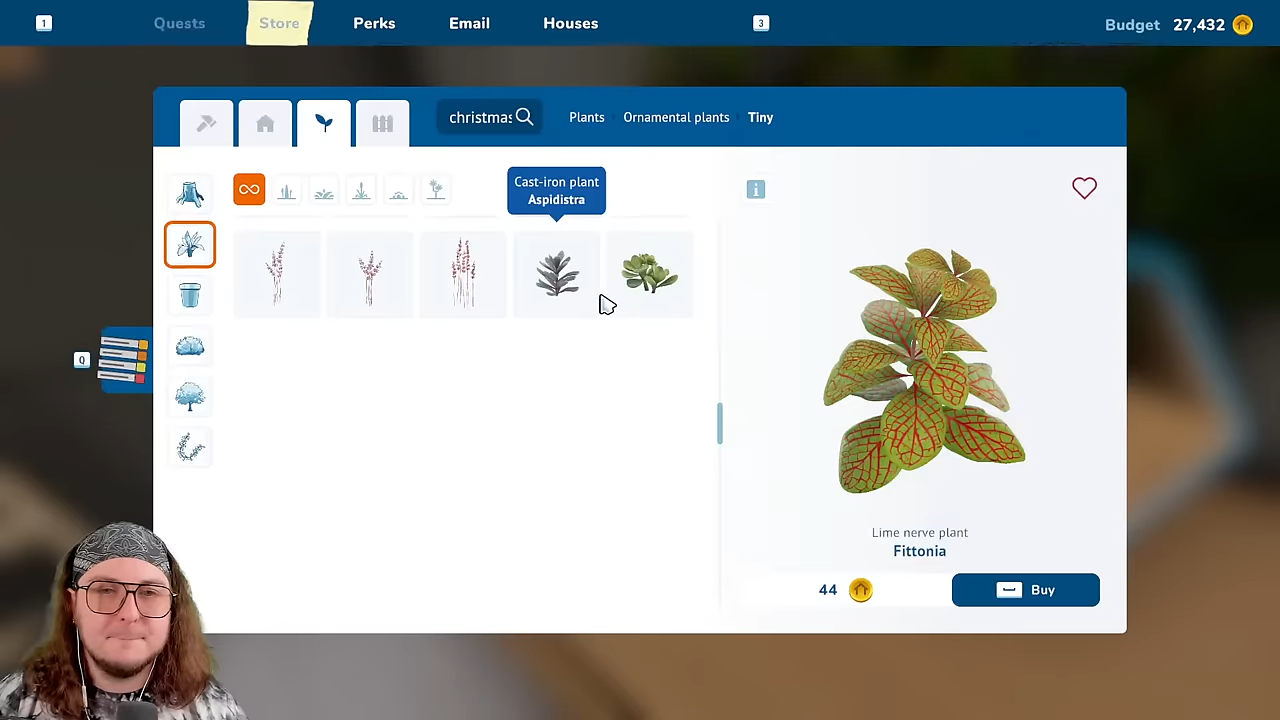 1
Quests
Store
Perks
Email
Houses
3
Budget 27,432
christmas
Plants
Ornamental plants
Tiny
Cast-iron plant
Aspidistra
i
Q
Lime nerve plant
Fittonia
44
Buy